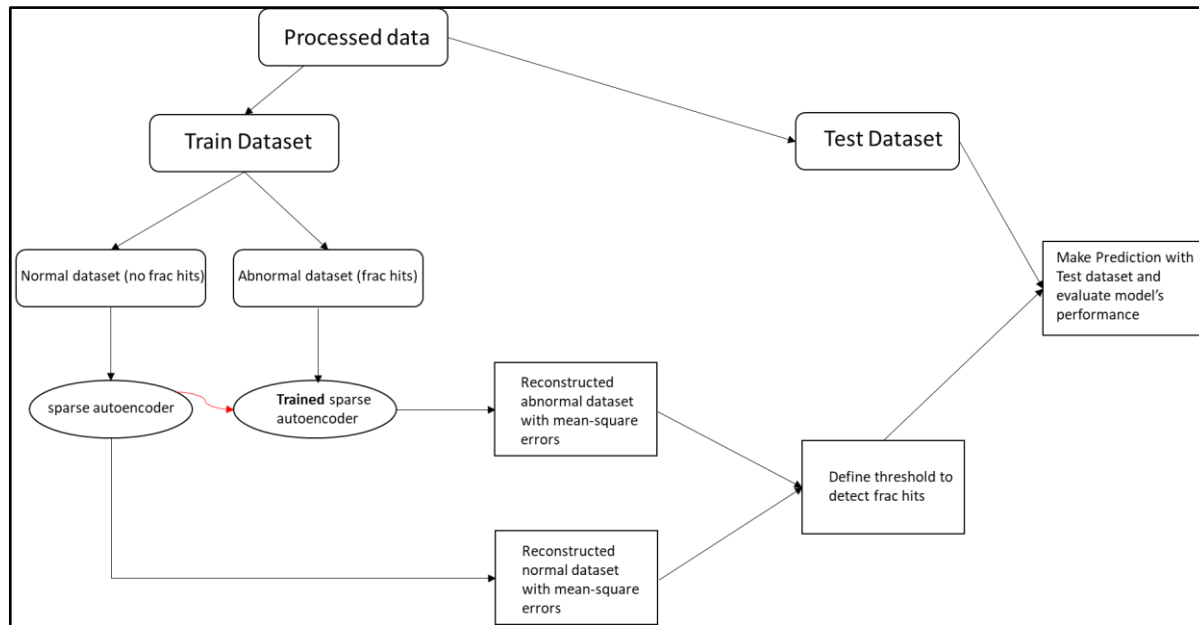 Processed data
Train Dataset
Test Dataset
Normal dataset (no frac hits)
Abnormal dataset (frac hits)
Make Prediction with
Test dataset and
evaluate model’s
performance
sparse autoencoder
Trained sparse
autoencoder
Reconstructed
abnormal dataset
with mean-square
errors
Define threshold to
detect frac hits
Reconstructed
normal dataset
with mean-square
errors